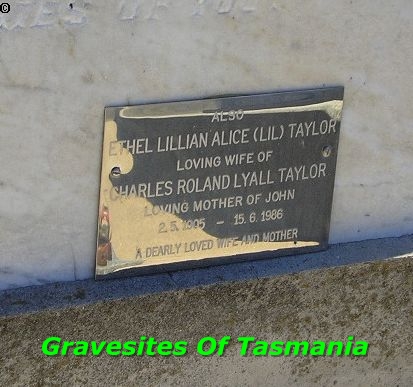 ©
ALSO
ETHEL LILLIAN ALICE (LIL) TAYLOR
LOVING WIFE OF
CHARLES ROLAND LYALL TAYLOR
LOVING MOTHER OF JOHN
2.5.1905 – 15.6.1986
A DEARLY LOVED WIFE AND MOTHER
Gravesites Of Tasmania